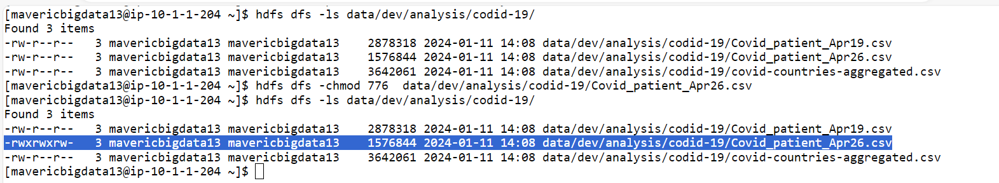 [mavericbigdata13@ip-10-1-1-204 ~]$ hdfs dfs -ls data/dev/analysis/codid-19/
Found 3 items
-rw-r--r--   3 mavericbigdata13 mavericbigdata13    2878318 2024-01-11 14:08 data/dev/analysis/codid-19/Covid_patient_Apr19.csv
-rw-r--r--   3 mavericbigdata13 mavericbigdata13    1576844 2024-01-11 14:08 data/dev/analysis/codid-19/Covid_patient_Apr26.csv
-rw-r--r--   3 mavericbigdata13 mavericbigdata13    3642061 2024-01-11 14:08 data/dev/analysis/codid-19/covid-countries-aggregated.csv
[mavericbigdata13@ip-10-1-1-204 ~]$ hdfs dfs -chmod 776  data/dev/analysis/codid-19/Covid_patient_Apr26.csv
[mavericbigdata13@ip-10-1-1-204 ~]$ hdfs dfs -ls data/dev/analysis/codid-19/
Found 3 items
-rw-r--r--   3 mavericbigdata13 mavericbigdata13    2878318 2024-01-11 14:08 data/dev/analysis/codid-19/Covid_patient_Apr19.csv
-rwxrwxrw-   3 mavericbigdata13 mavericbigdata13    1576844 2024-01-11 14:08 data/dev/analysis/codid-19/Covid_patient_Apr26.csv
-rw-r--r--   3 mavericbigdata13 mavericbigdata13    3642061 2024-01-11 14:08 data/dev/analysis/codid-19/covid-countries-aggregated.csv
[mavericbigdata13@ip-10-1-1-204 ~]$